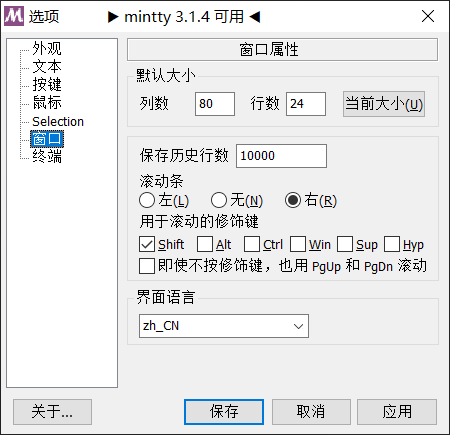 选项 ▶ mintty 3.1.4 可用 ◀
外观
文本
按键
鼠标
Selection
窗口
终端
窗口属性
默认大小
列数 80 行数 24 当前大小(U)
保存历史行数 10000
滚动条
左(L) 无(N) 右(R)
用于滚动的修饰键
Shift Alt Ctrl Win Sup Hyp
即使不按修饰键，也用 PgUp 和 PgDn 滚动
界面语言
zh_CN
关于... 保存 取消 应用